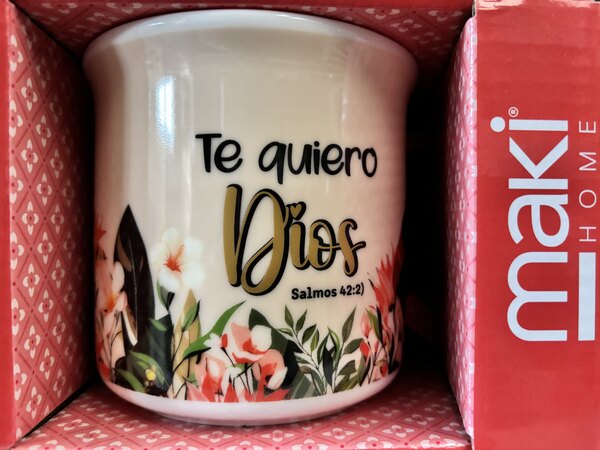 Te quiero
Dios
Salmos 42:2)
maki®
HOME